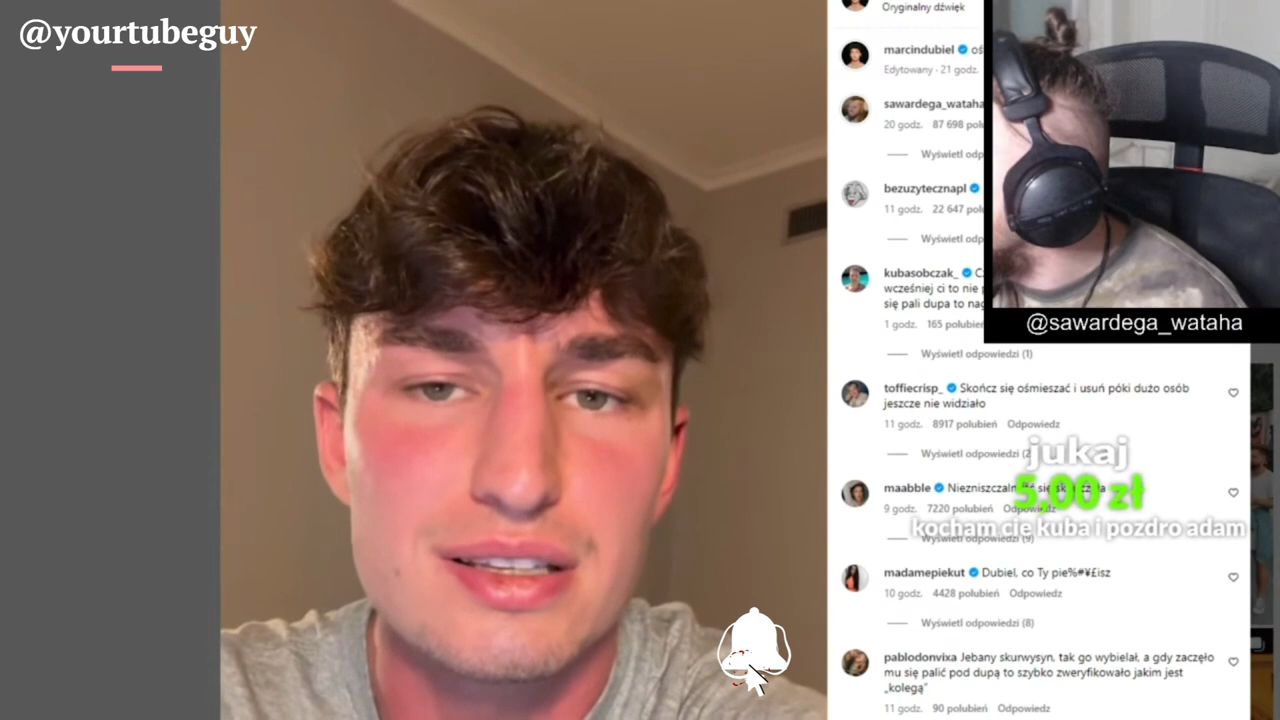 @yourtubeguy
Oryginalny dźwięk
marcindubiel
Edytowano · 21 godz.
sawardega_wataha
20 godz. 87 698
Wyświetl
bezuzytecznapl
11 godz. 22 647
Wyświetl
kubasobczak_
wcześniej ci to nie
się pali dupa to
1 godz. 165
Wyświetl odpowiedzi (1)
@sawardega_wataha
toffiecrisp_ Skończ się ośmieszać i usuń póki dużo osób
jeszcze nie widziało
11 godz. 8917 polubień Odpowiedz
Wyświetl odpowiedzi
jukaj
5.00 zł
kocham cie kuba i pozdro adam
maabble
9 godz. 7220 polubień Odpowiedz
Wyświetl odpowiedzi (9)
madamepiekut Dubiel, co Ty pie%#¥£isz
10 godz. 4428 polubień Odpowiedz
Wyświetl odpowiedzi (8)
pablodonvixa Jebany skurwysyn, tak go wybielał, a gdy zaczęło
mu się palić pod dupą to szybko zweryfikowało jakim jest
„kolegą”
11 godz. 90 polubień Odpowiedz